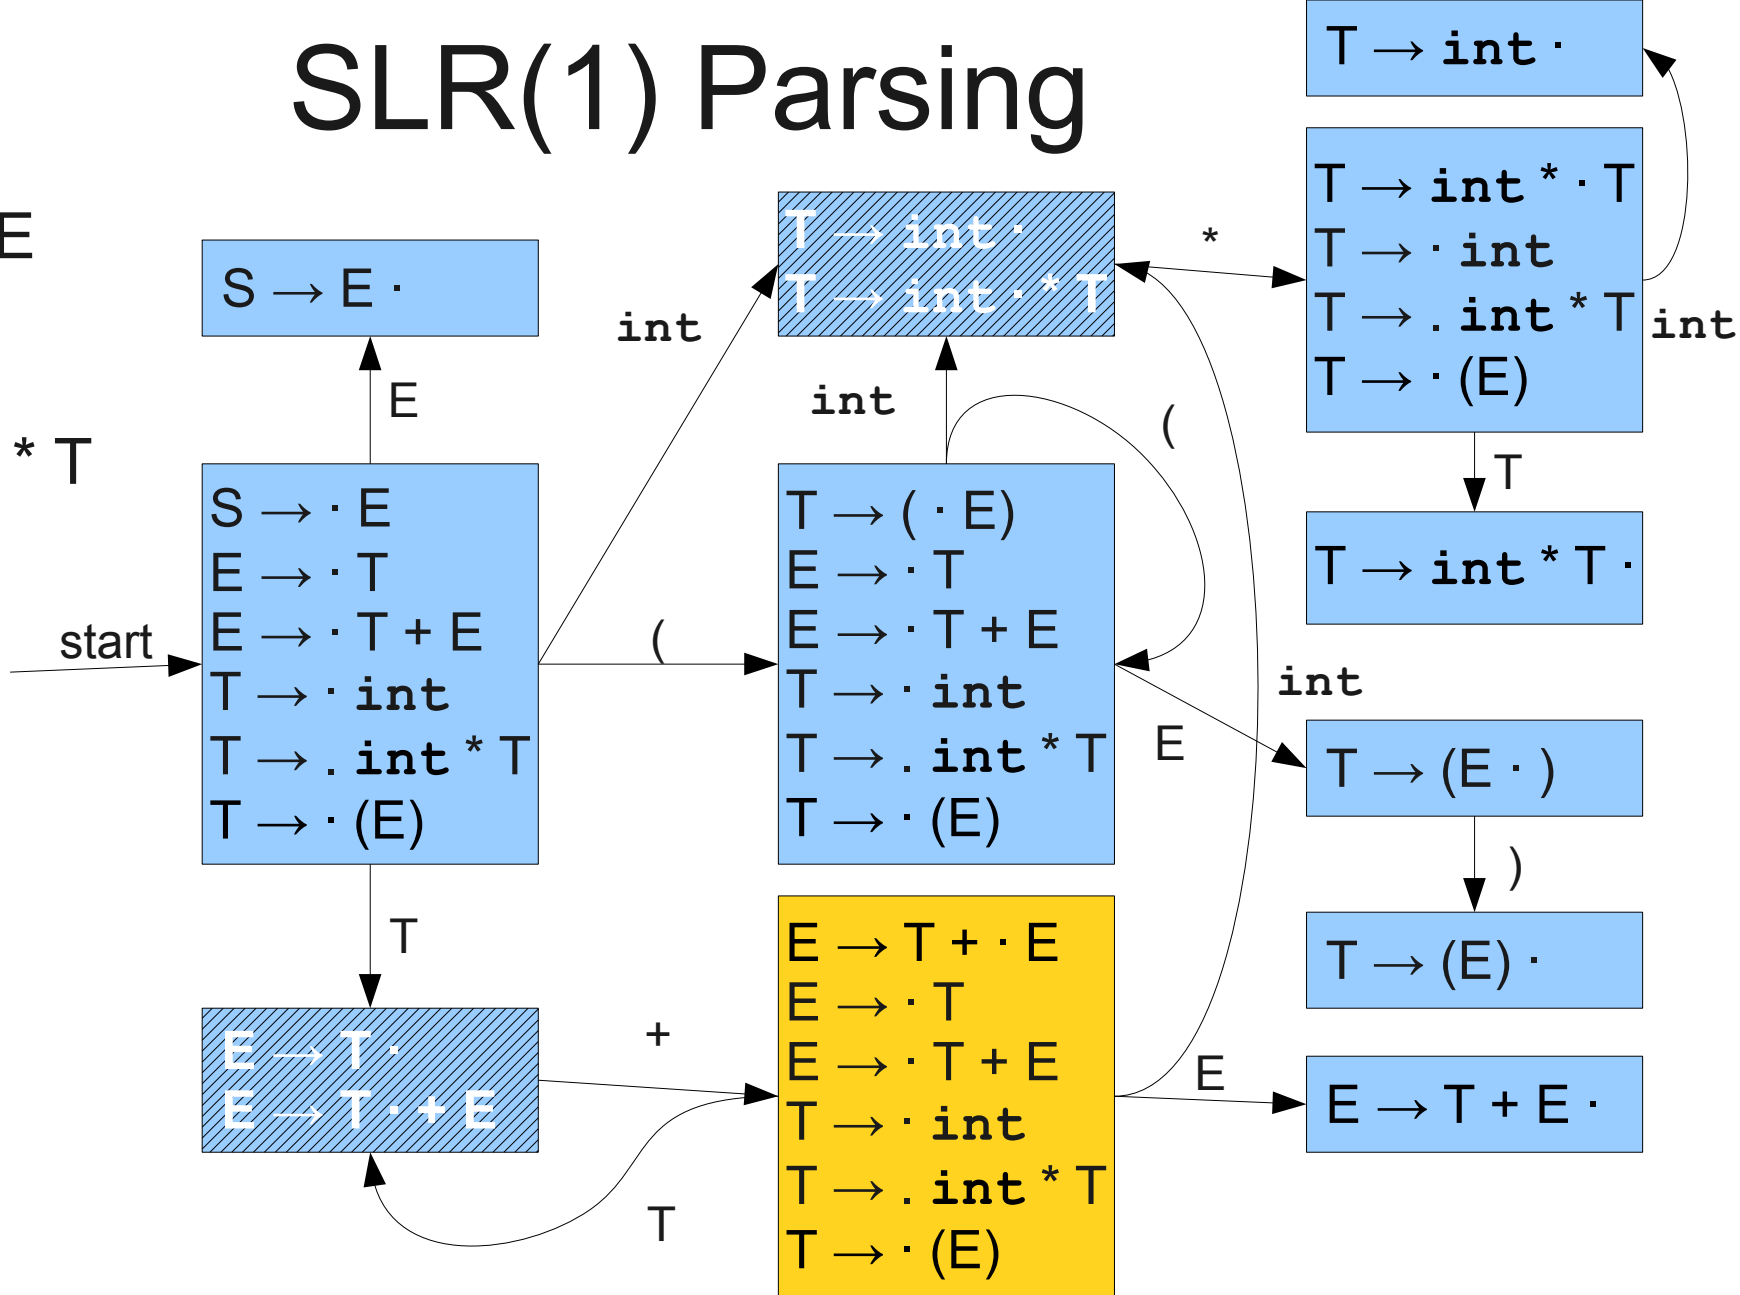 SLR(1) Parsing
E
* T
start
S → E ·
E
S → · E
E → · T
E → · T + E
T → · int
T → . int * T
T → · (E)
T
E → T ·
E → T · + E
+
T
int
(
T → int ·
T → int · * T
int
(
T → ( · E)
E → · T
E → · T + E
T → · int
T → . int * T
T → · (E)
E
E → T + · E
E → · T
E → · T + E
T → · int
T → . int * T
T → · (E)
int
E
*
T → int ·
T → int * · T
T → · int
T → . int * T
T → · (E)
int
T
T → int * T ·
T → (E · )
)
T → (E) ·
E → T + E ·